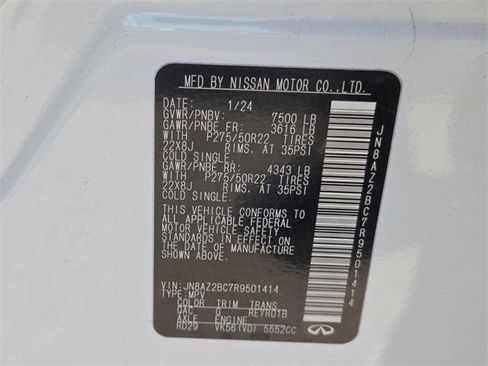 MFD BY NISSAN MOTOR CO.,LTD.
DATE: 1/24
GVWR/PNBV: 7500 LB
GAWR/PNBE FR: 3616 LB
WITH P275/50R22 TIRES
22X8J RIMS, AT 35PSI
COLD SINGLE.
GAWR/PNBE RR: 4343 LB
WITH P275/50R22 TIRES
22X8J RIMS, AT 35PSI
COLD SINGLE.
THIS VEHICLE CONFORMS TO
ALL APPLICABLE FEDERAL
MOTOR VEHICLE SAFETY
STANDARDS IN EFFECT ON
THE DATE OF MANUFACTURE
SHOWN ABOVE.
VIN: JN8AZ2BC7R9501414
TYPE: MPV
COLOR TRIM TRANS
QAC G RE7R01B
AXLE ENGINE
RD29 VK56(VD) 5552CC
INFINITI
JN8AZ2BC7R9501414